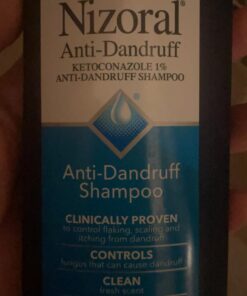 Nizoral®
Anti-Dandruff
KETOCONAZOLE 1%
ANTI-DANDRUFF SHAMPOO
Anti-Dandruff
Shampoo
CLINICALLY PROVEN
to control flaking, scaling and
itching from dandruff
CONTROLS
fungus that can cause dandruff
CLEAN
fresh scent